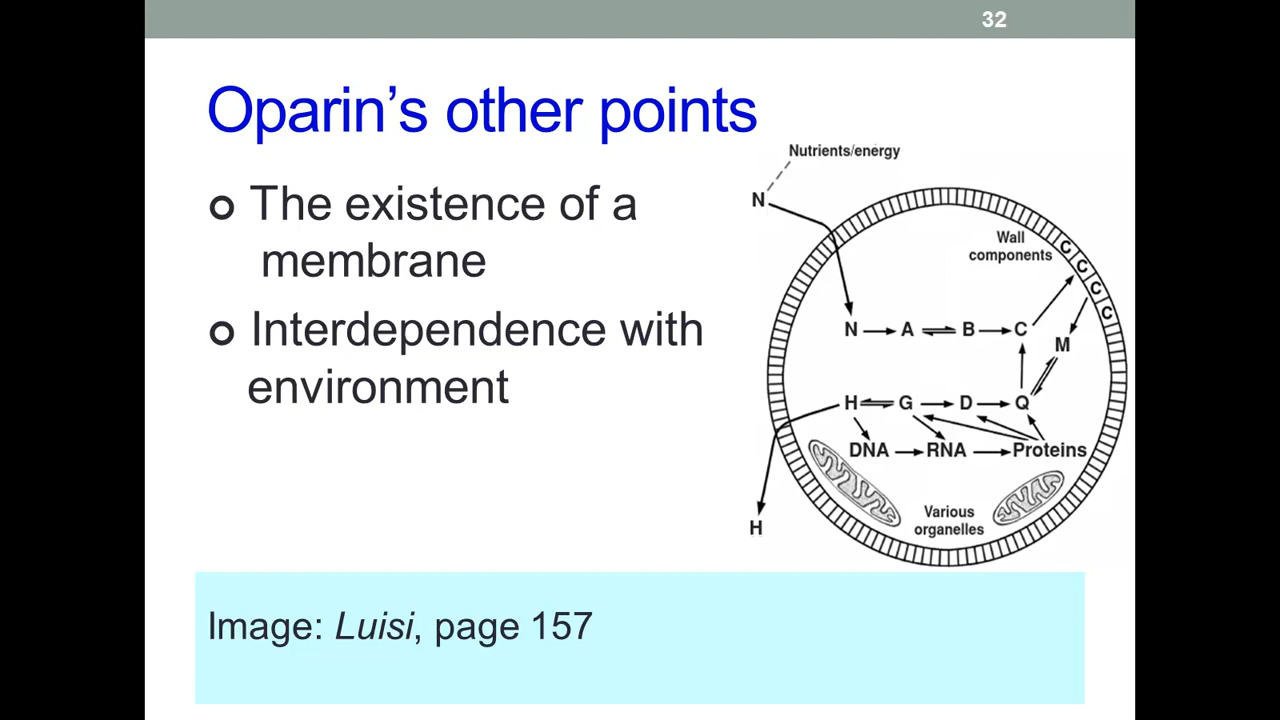 32
Oparin's other points
The existence of a
membrane
Interdependence with
environment
Nutrients/energy
N
Wall
components
C
C
C
C
N → A ⇌ B → C
M
H ⇌ G → D → Q
DNA → RNA → Proteins
Various
organelles
H
Image: Luisi, page 157